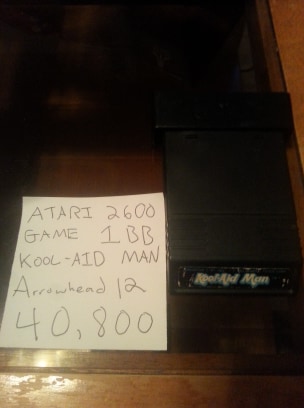 ATARI 2600
GAME 1BB
KOOL-AID MAN
Arrowhead 12
40,800
Kool-Aid Man